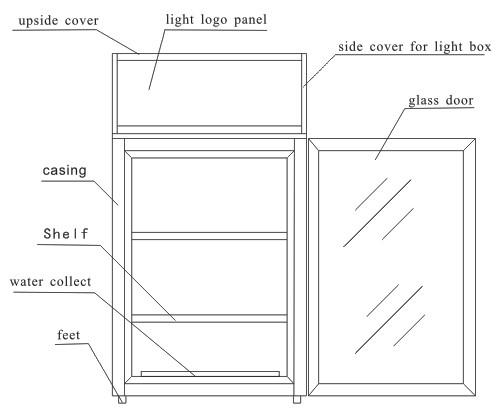 upside cover
light logo panel
side cover for light box
glass door
casing
Shelf
water collect
feet